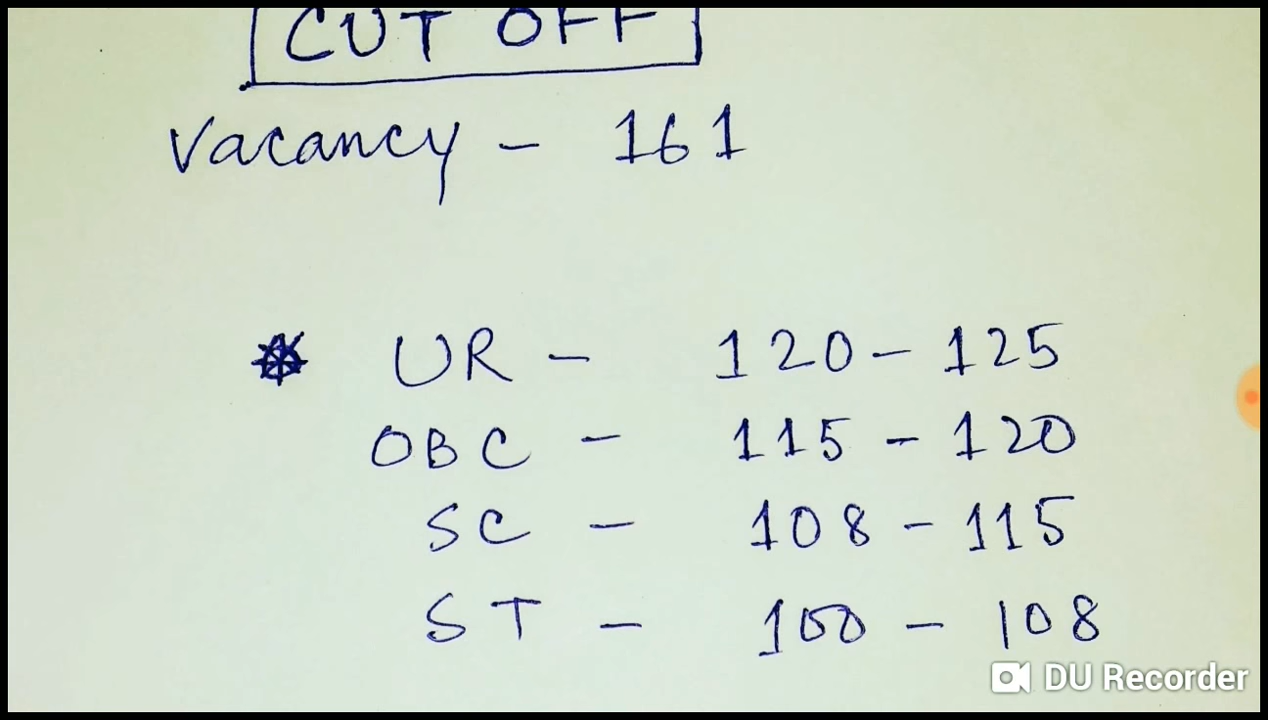 CUT OFF
Vacancy - 161
* UR - 120 - 125
OBC - 115 - 120
SC - 108 - 115
ST - 100 - 108
DU Recorder